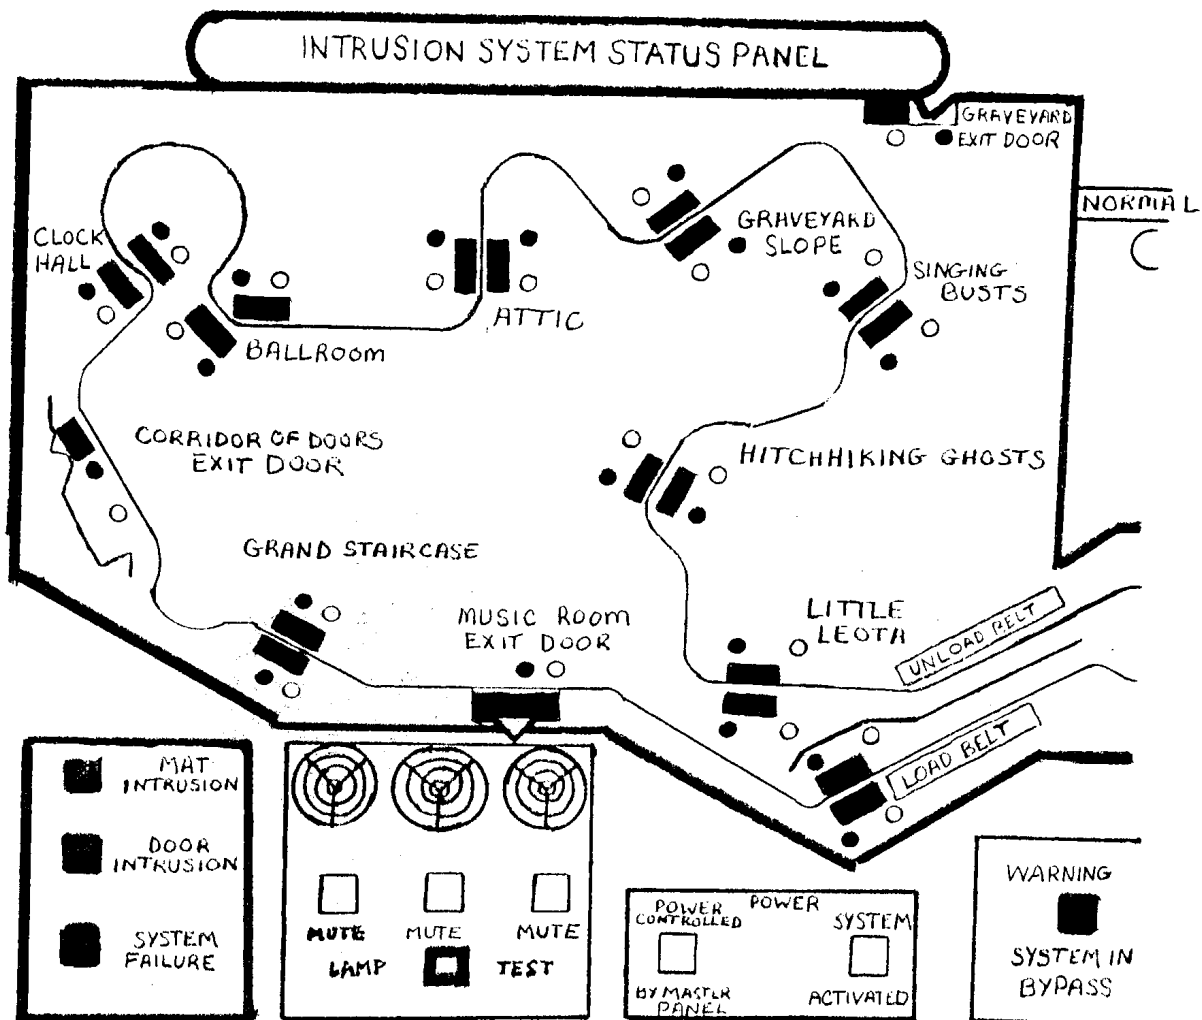 INTRUSION SYSTEM STATUS PANEL
GRAVEYARD
EXIT DOOR
NORMAL
CLOCK
HALL
GRAVEYARD
SLOPE
SINGING
BUSTS
ATTIC
BALLROOM
CORRIDOR OF DOORS
EXIT DOOR
HITCHHIKING GHOSTS
GRAND STAIRCASE
MUSIC ROOM
EXIT DOOR
LITTLE
LEOTA
UNLOAD BELT
LOAD BELT
MAT
INTRUSION
DOOR
INTRUSION
SYSTEM
FAILURE
MUTE
MUTE
MUTE
LAMP TEST
POWER
POWER
CONTROLLED
BY MASTER
PANEL
SYSTEM
ACTIVATED
WARNING
SYSTEM IN
BYPASS